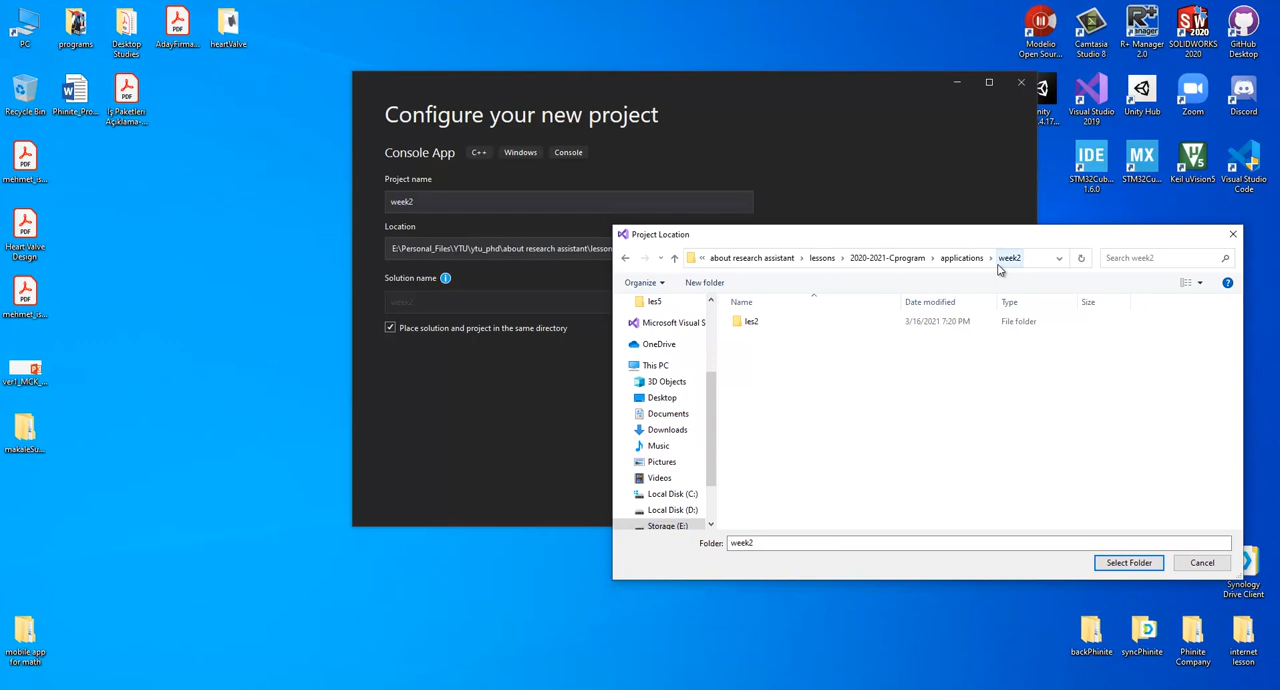 PC
programs
Desktop
Studies
AdayFirma...
heartValve
Modelio
Open Sour...
Camtasia
Studio 8
R+ Manager
2.0
SOLIDWORKS
2020
GitHub
Desktop
Recycle Bin
Phinite_Pro...
İş Paketleri
Açıklama-...
Unity
...4.17...
Visual Studio
2019
Unity Hub
Zoom
Discord
mehmet_is...
STM32Cub...
1.6.0
STM32Cu...
Keil uVision5
Visual Studio
Code
Heart Valve
Design
mehmet_is...
ver1_MCK_...
makaleSu...
mobile app
for math
Configure your new project
Console App
C++
Windows
Console
Project name
week2
Location
E:\Personal_Files\YTU\ytu_phd\about research assistant\lesson
Solution name
week2
Place solution and project in the same directory
Project Location
« about research assistant › lessons › 2020-2021-Cprogram › applications › week2
Search week2
Organize
New folder
les5
Microsoft Visual S
OneDrive
This PC
3D Objects
Desktop
Documents
Downloads
Music
Pictures
Videos
Local Disk (C:)
Local Disk (D:)
Storage (E:)
Name
Date modified
Type
Size
les2
3/16/2021 7:20 PM
File folder
Folder:
week2
Select Folder
Cancel
Synology
Drive Client
backPhinite
syncPhinite
Phinite
Company
internet
lesson